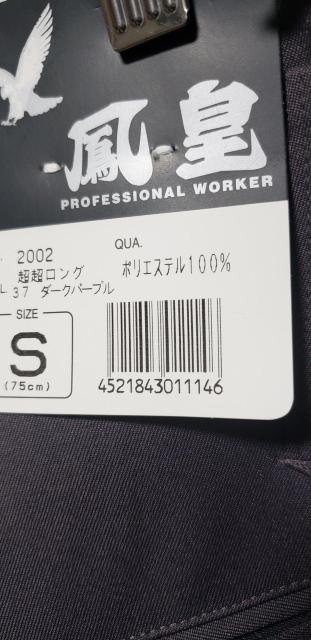 鳳皇
PROFESSIONAL WORKER
2002
超超ロング
L. 37 ダークパープル
QUA.
ポリエステル100%
SIZE
S
(75cm)
4521843011146